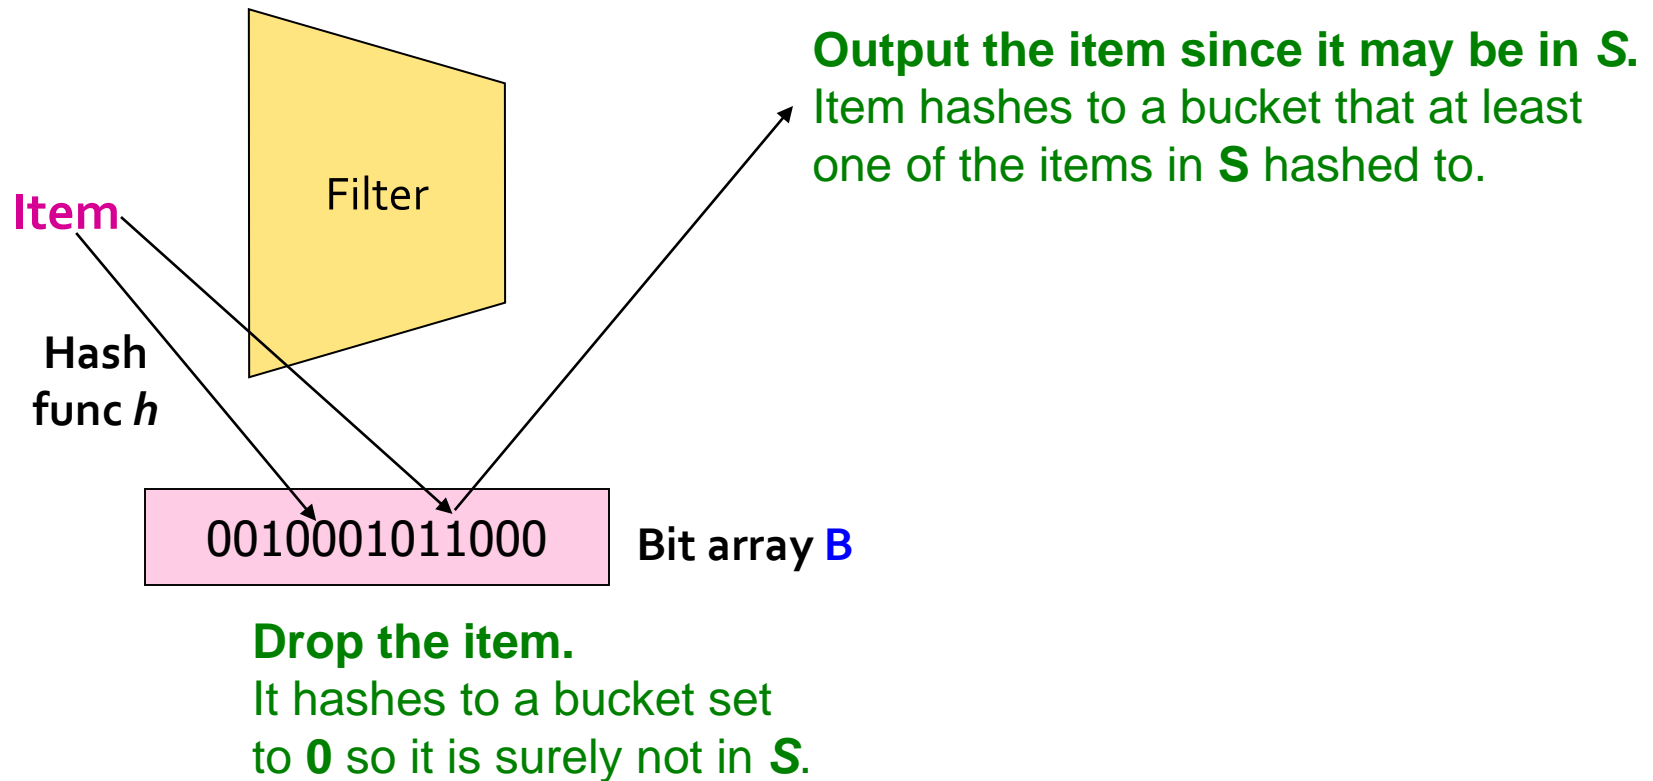 Output the item since it may be in S.
Item hashes to a bucket that at least
one of the items in S hashed to.
Filter
Item
Hash
func h
0010001011000
Bit array B
Drop the item.
It hashes to a bucket set
to 0 so it is surely not in S.